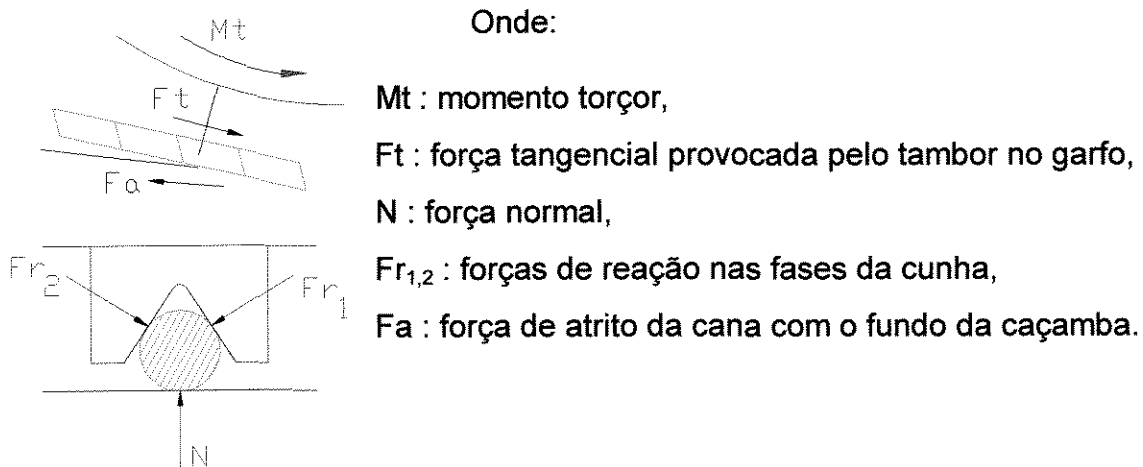 Onde:
Mt
Mt : momento torçor,
Ft
Ft : força tangencial provocada pelo tambor no garfo,
Fa
N : força normal,
Fr2
Fr1
Fr1,2 : forças de reação nas fases da cunha,
Fa : força de atrito da cana com o fundo da caçamba.
N